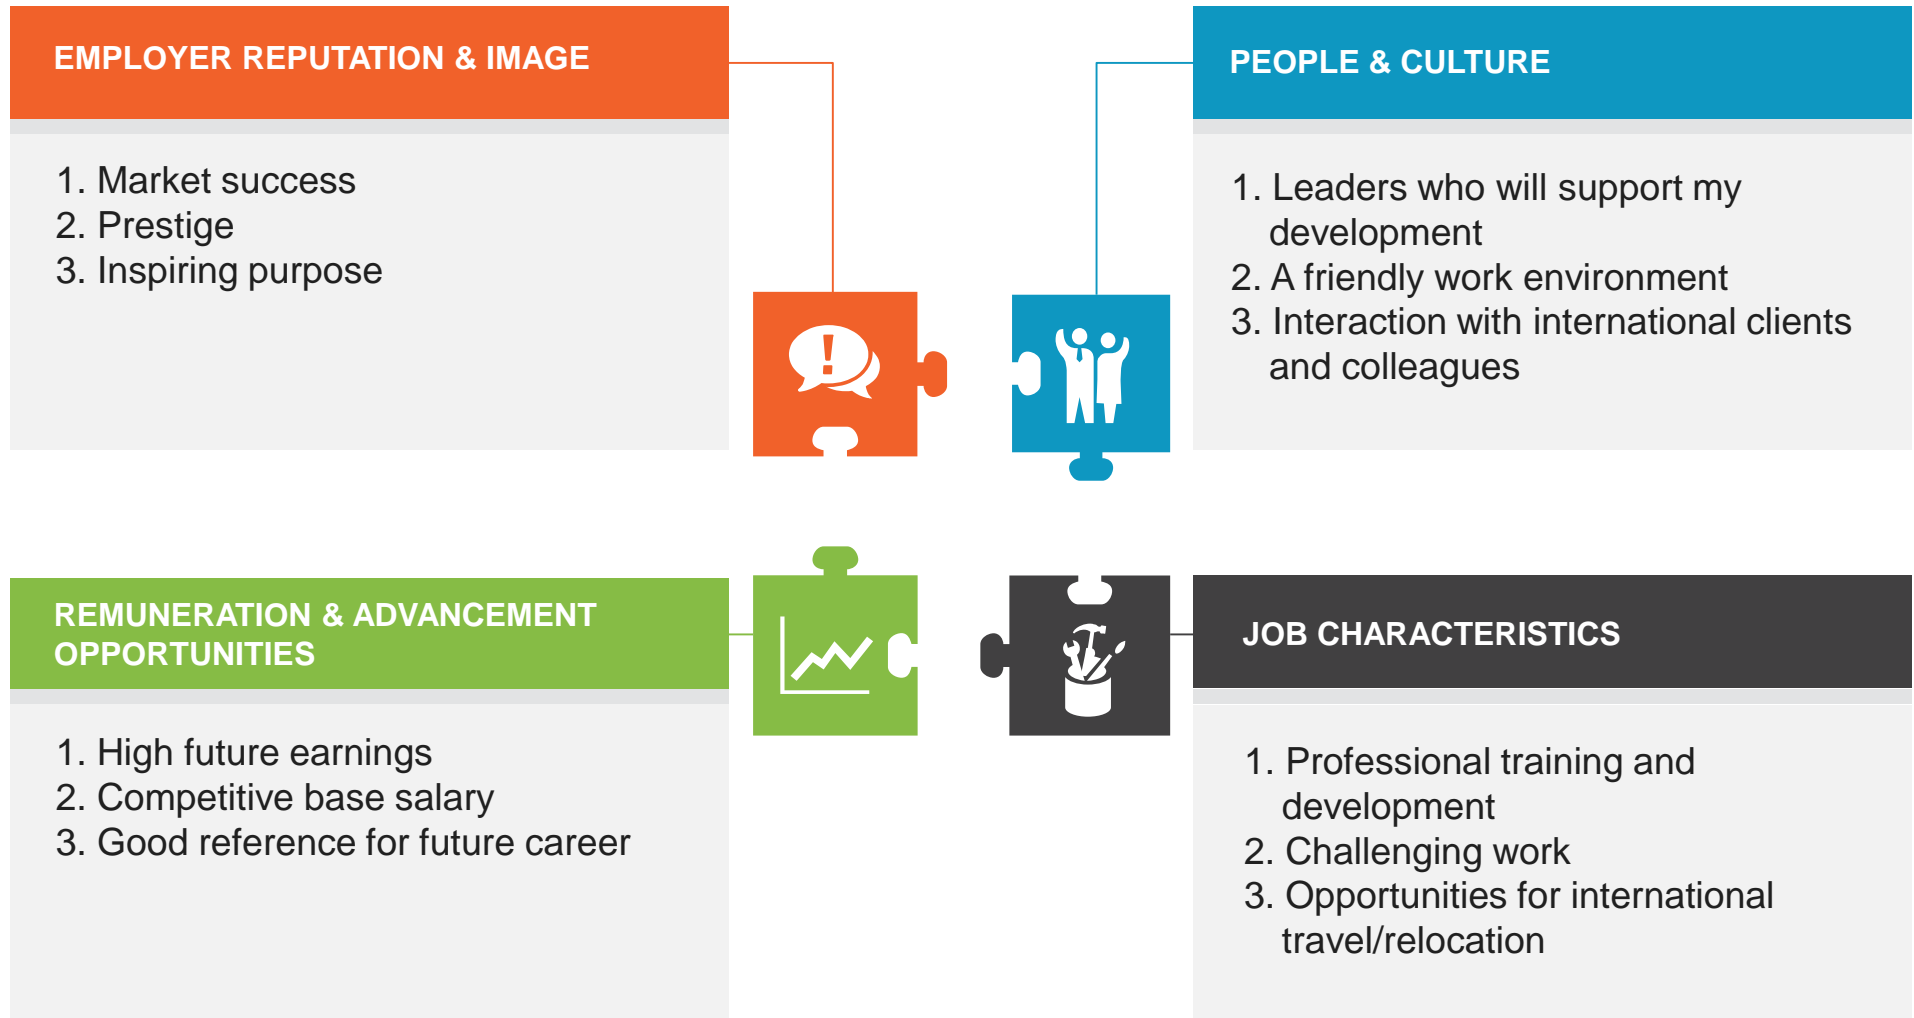 EMPLOYER REPUTATION & IMAGE
1. Market success
2. Prestige
3. Inspiring purpose
PEOPLE & CULTURE
1. Leaders who will support my
development
2. A friendly work environment
3. Interaction with international clients
and colleagues
!
REMUNERATION & ADVANCEMENT
OPPORTUNITIES
1. High future earnings
2. Competitive base salary
3. Good reference for future career
JOB CHARACTERISTICS
1. Professional training and
development
2. Challenging work
3. Opportunities for international
travel/relocation